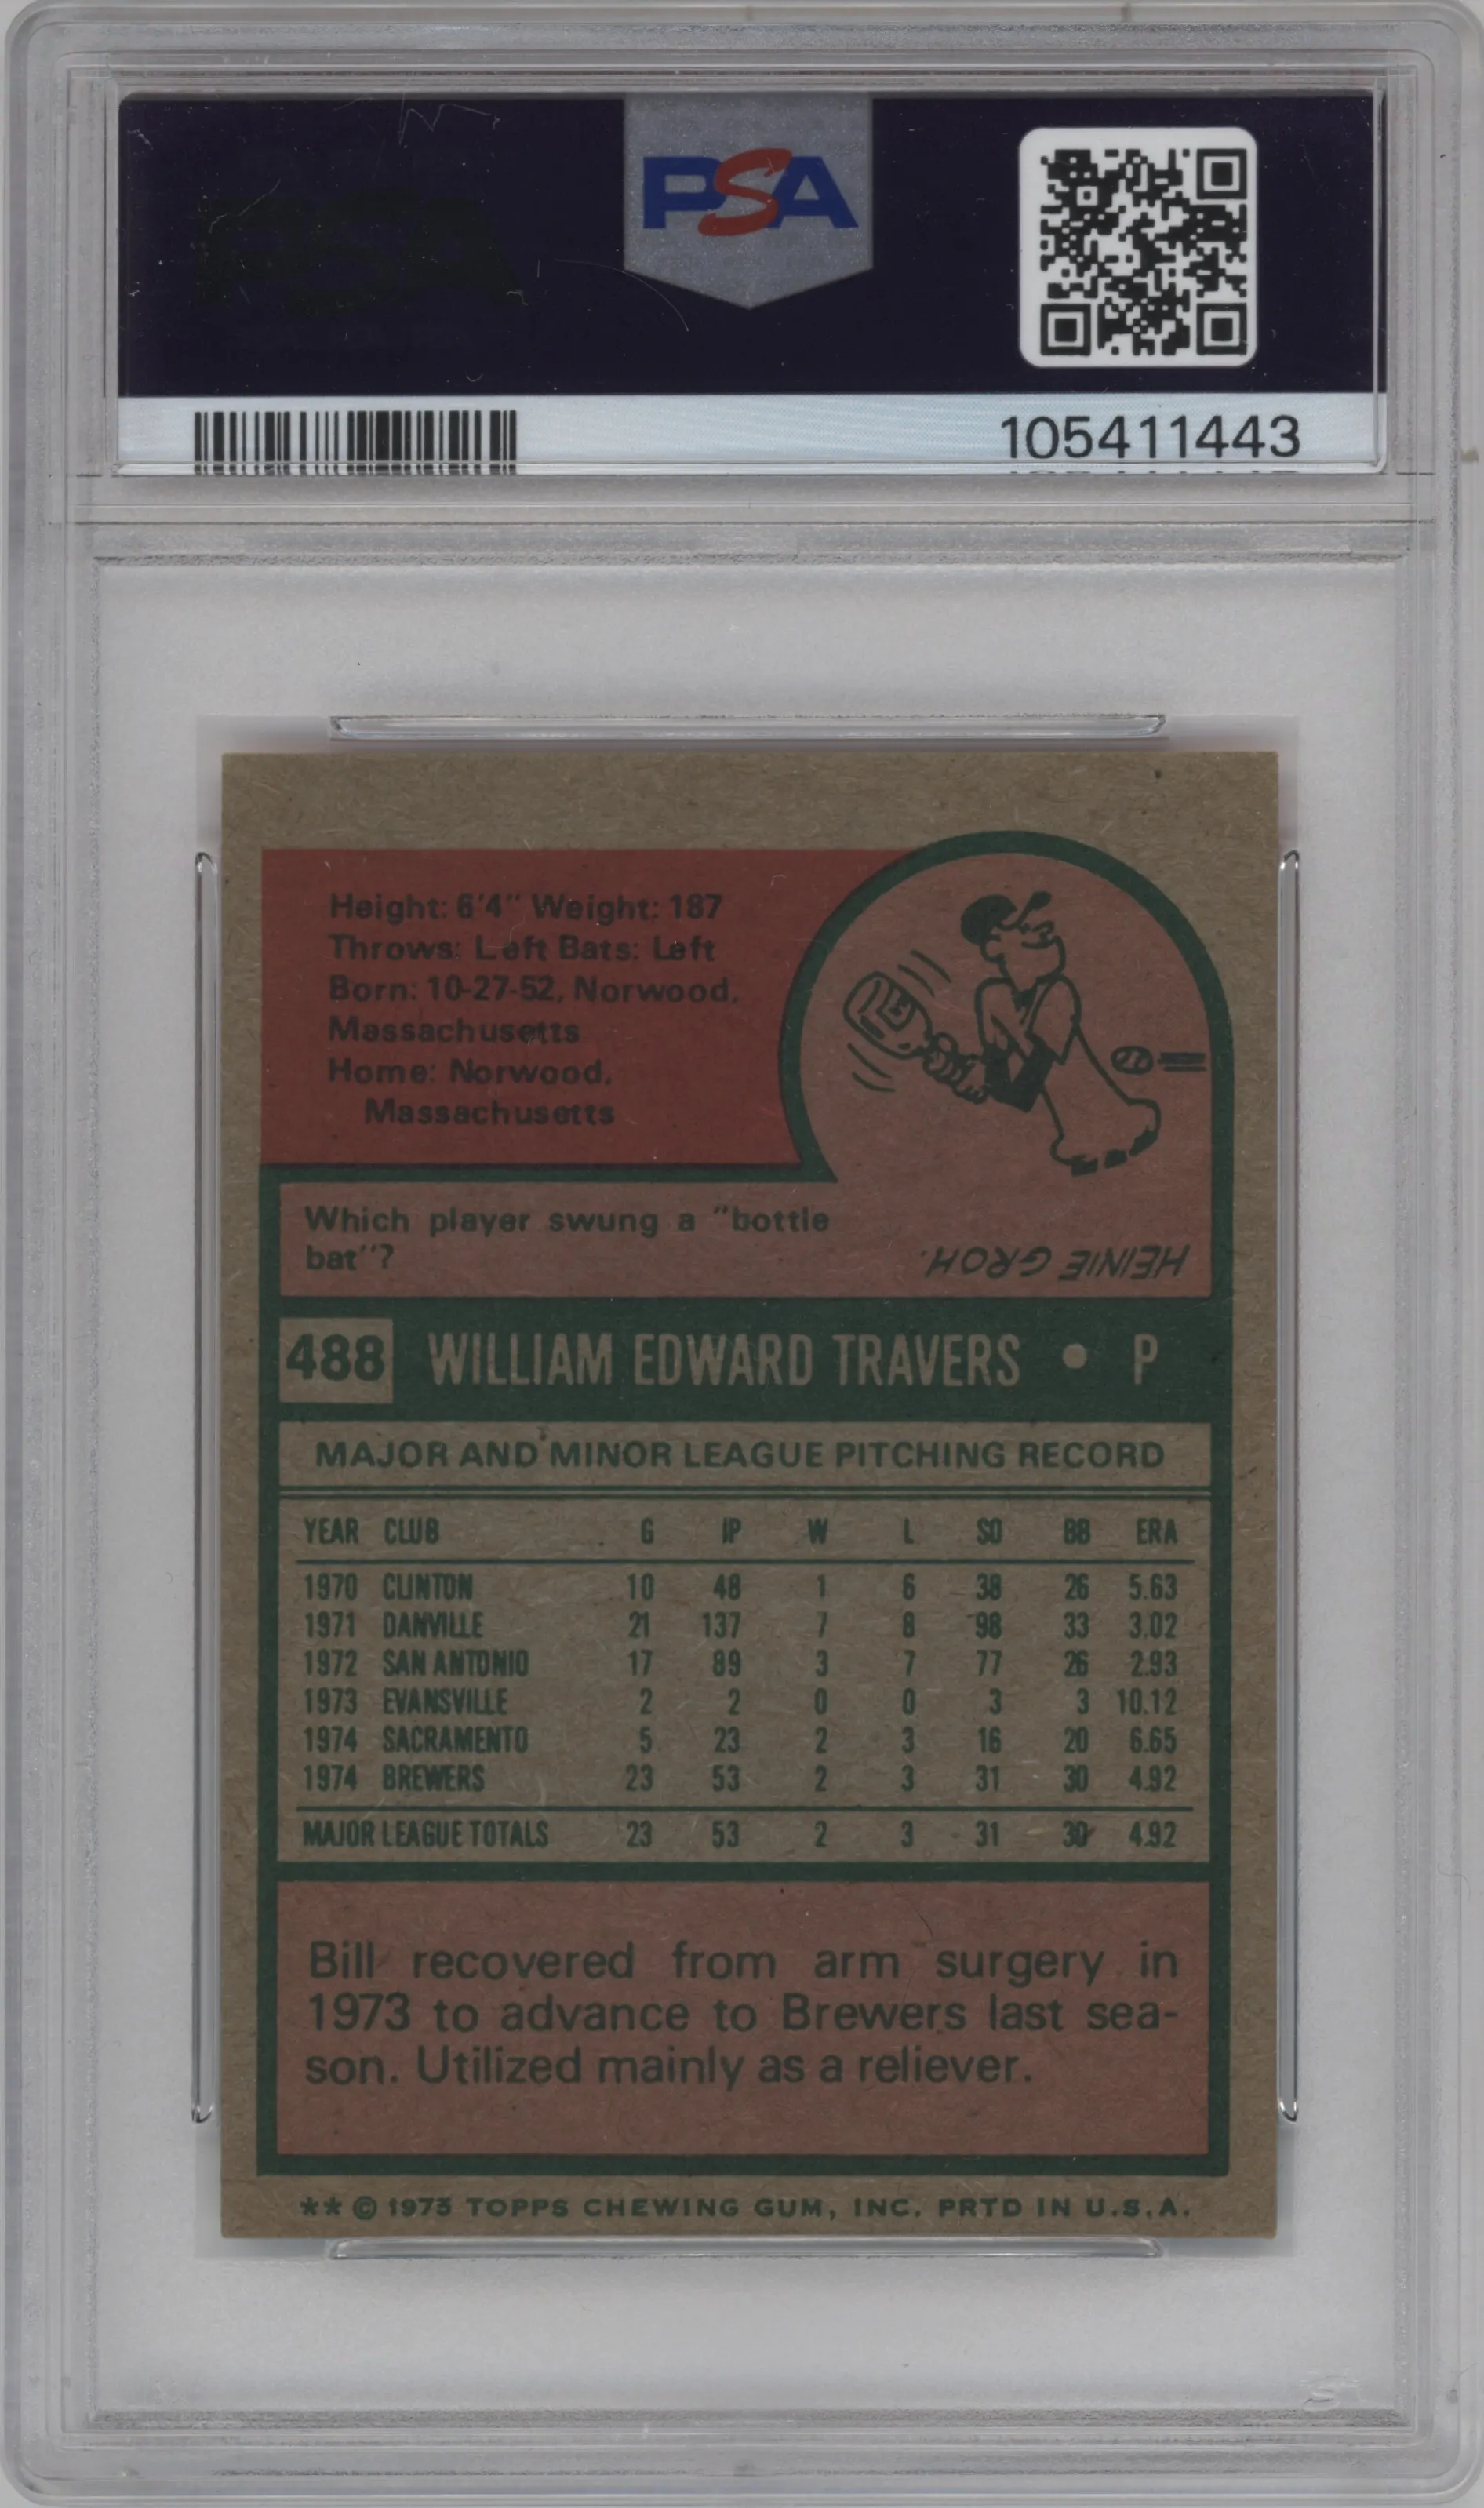 PSA
105411443
Height: 6'4" Weight: 187
Throws: Left Bats: Left
Born: 10-27-52, Norwood,
Massachusetts
Home: Norwood,
Massachusetts
Which player swung a "bottle
bat"?
HEINIE GROH.
488 WILLIAM EDWARD TRAVERS • P
MAJOR AND MINOR LEAGUE PITCHING RECORD
YEAR CLUB G IP W L SO BB ERA
1970 CLINTON 10 48 1 6 38 26 5.63
1971 DANVILLE 21 137 7 8 98 33 3.02
1972 SAN ANTONIO 17 89 3 7 77 26 2.93
1973 EVANSVILLE 2 2 0 0 3 3 10.12
1974 SACRAMENTO 5 23 2 3 16 20 6.65
1974 BREWERS 23 53 2 3 31 30 4.92
MAJOR LEAGUE TOTALS 23 53 2 3 31 30 4.92
Bill recovered from arm surgery in
1973 to advance to Brewers last sea-
son. Utilized mainly as a reliever.
** © 1975 TOPPS CHEWING GUM, INC. PRTD IN U.S.A.